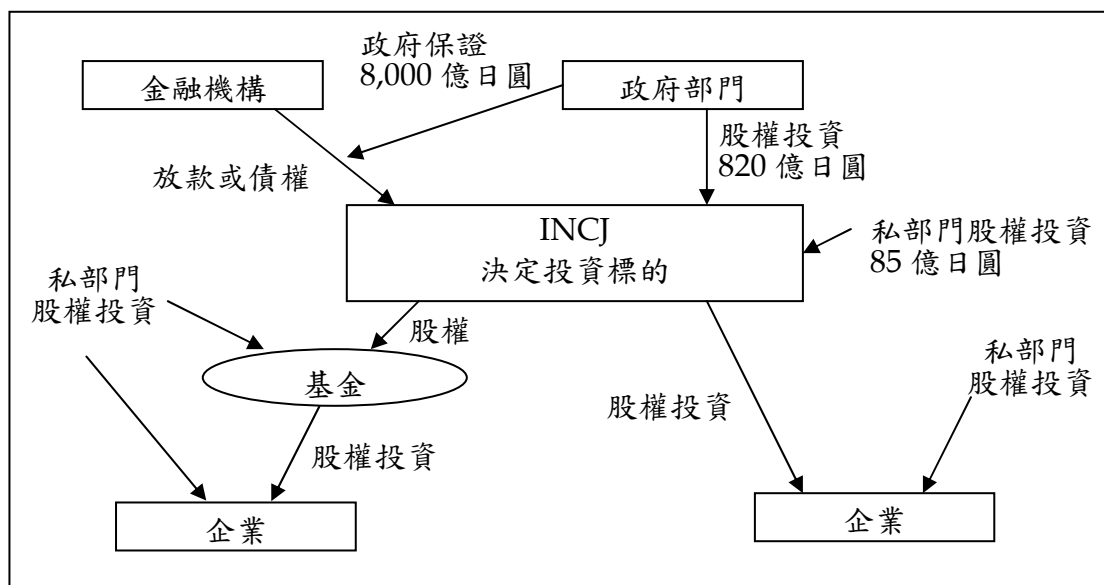 政府保證
8,000 億日圓
金融機構
政府部門
股權投資
820 億日圓
放款或債權
INCJ
決定投資標的
私部門股權投資
85 億日圓
私部門
股權投資
股權
基金
私部門
股權投資
股權投資
股權投資
企業
企業